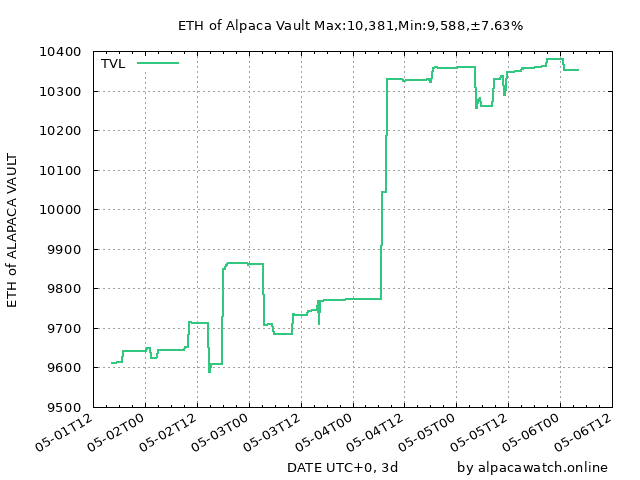 ETH of Alpaca Vault Max:10,381,Min:9,588,±7.63%
TVL
10400
10300
10200
10100
10000
9900
9800
9700
9600
9500
ETH of ALAPACA VAULT
05-01T12
05-02T00
05-02T12
05-03T00
05-03T12
05-04T00
05-04T12
05-05T00
05-05T12
05-06T00
05-06T12
DATE UTC+0, 3d
by alpacawatch.online